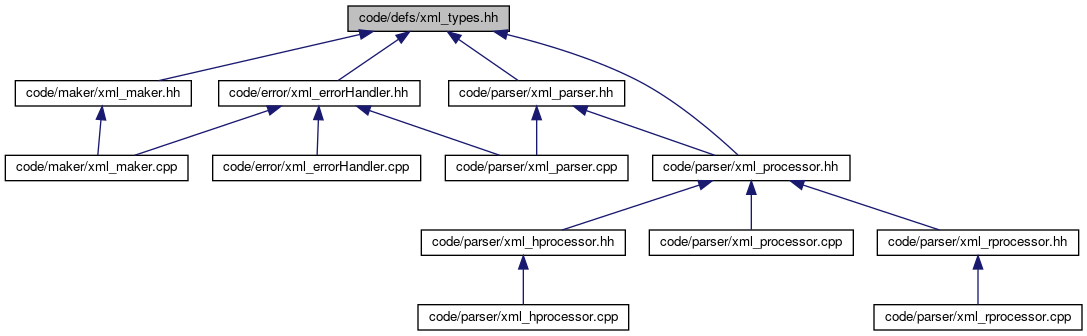 code/defs/xml_types.hh
code/maker/xml_maker.hh
code/error/xml_errorHandler.hh
code/parser/xml_parser.hh
code/maker/xml_maker.cpp
code/error/xml_errorHandler.cpp
code/parser/xml_parser.cpp
code/parser/xml_processor.hh
code/parser/xml_hprocessor.hh
code/parser/xml_processor.cpp
code/parser/xml_rprocessor.hh
code/parser/xml_hprocessor.cpp
code/parser/xml_rprocessor.cpp